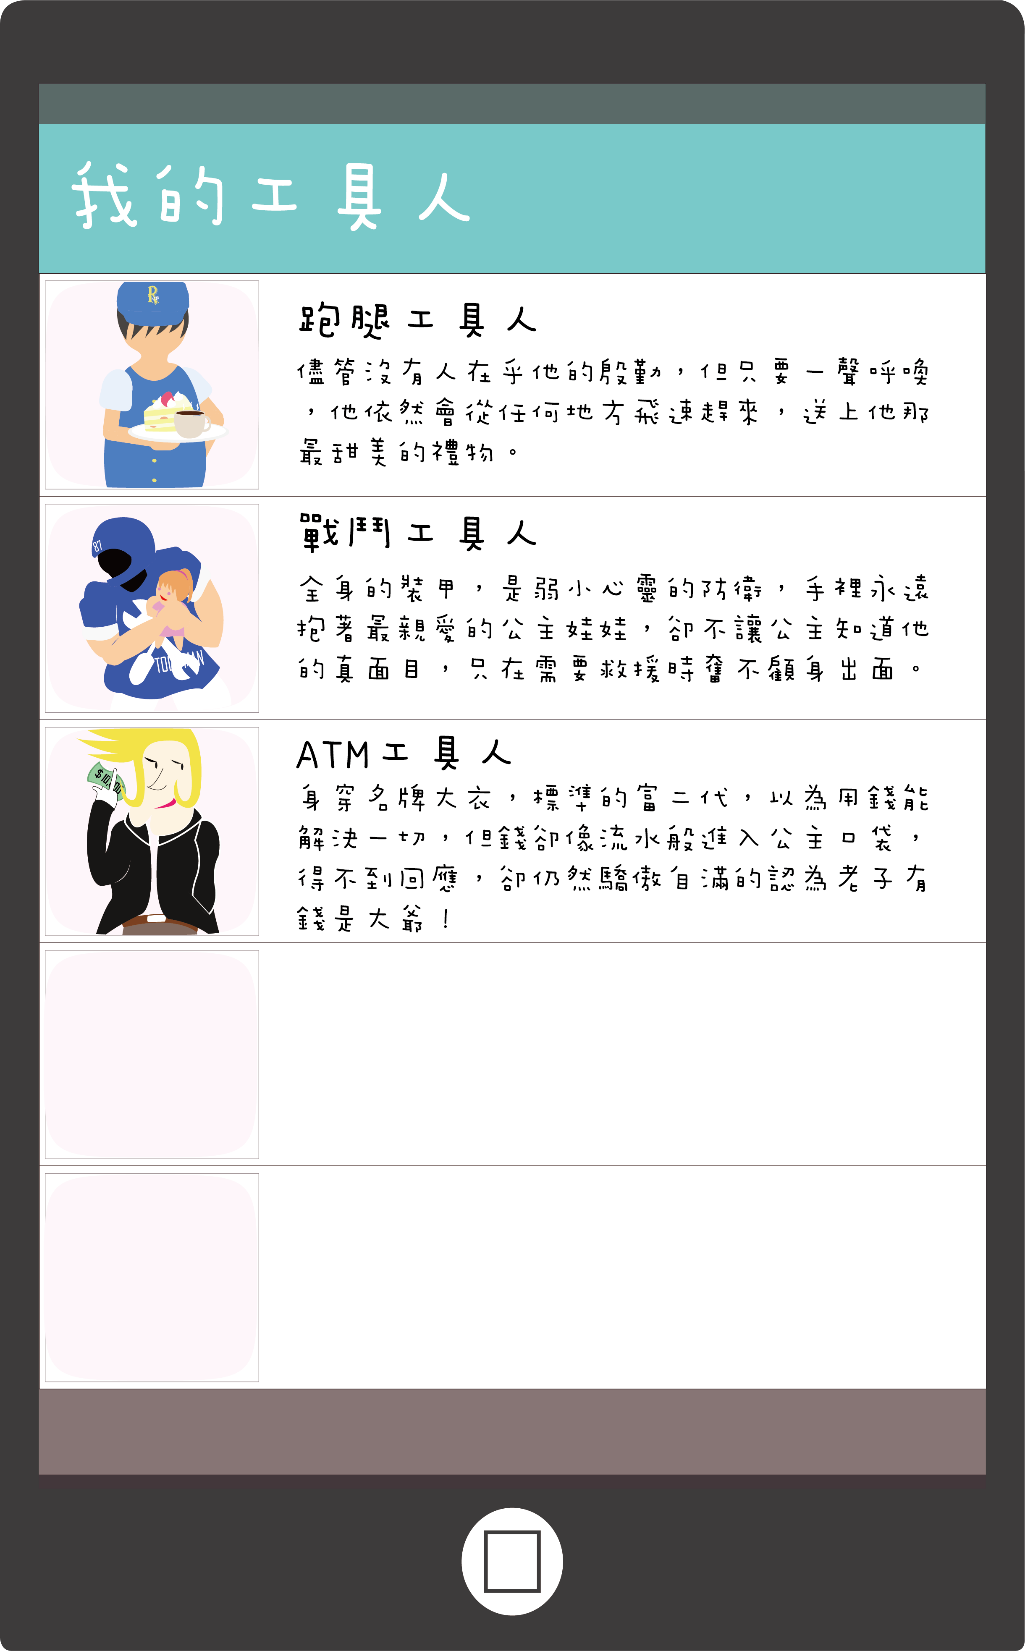 我的工具人
跑腿工具人
儘管沒有人在乎他的殷勤，但只要一聲呼喚
，他依然會從任何地方飛速趕來，送上他那
最甜美的禮物。
87
戰鬥工具人
全身的裝甲，是弱小心靈的防衛，手裡永遠
抱著最親愛的公主娃娃，卻不讓公主知道他
的真面目，只在需要救援時奮不顧身出面。
ATM工具人
身穿名牌大衣，標準的富二代，以為用錢能
解決一切，但錢卻像流水般進入公主口袋，
得不到回應，卻仍然驕傲自滿的認為老子有
錢是大爺！